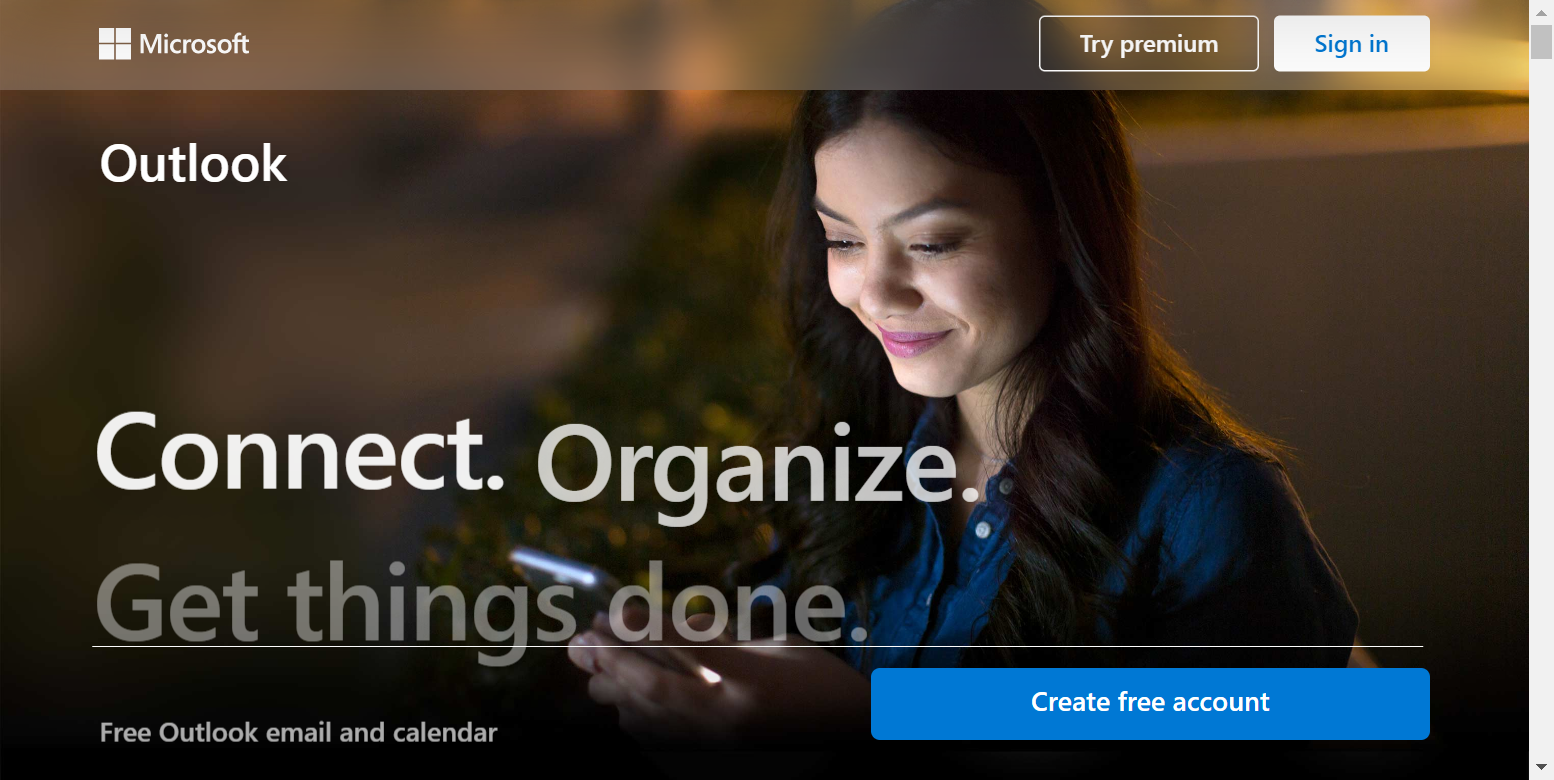 Microsoft
Try premium
Sign in
Outlook
Connect. Organize.
Get things done.
Create free account
Free Outlook email and calendar